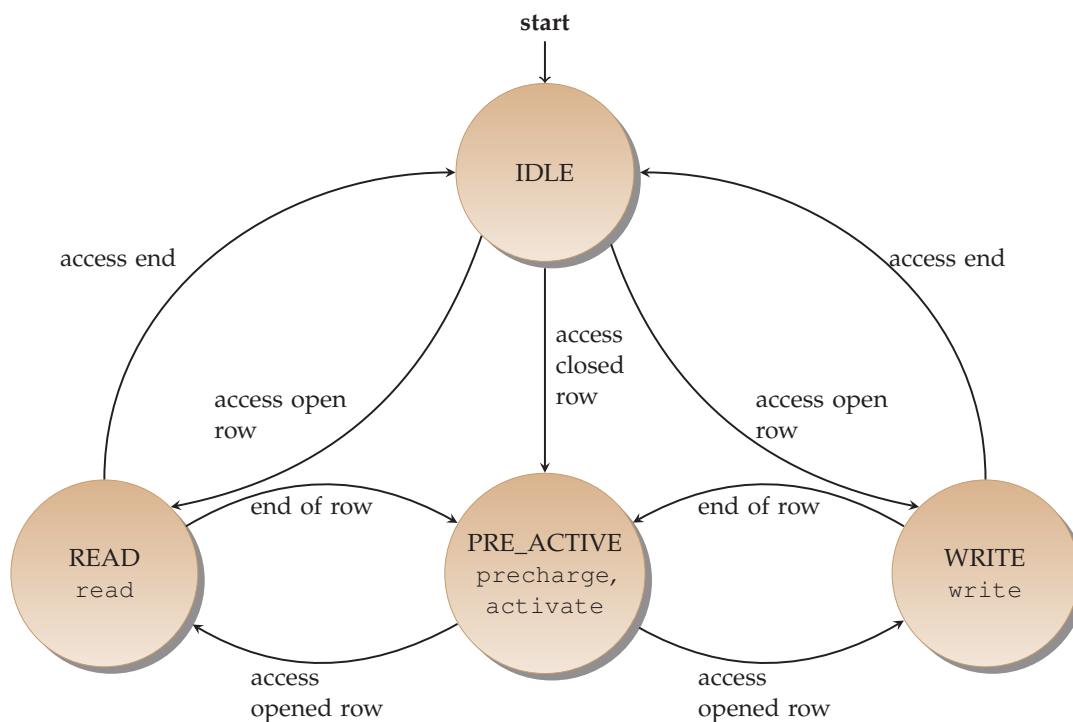 start
IDLE
access end
access end
access
closed
row
access open
row
access open
row
end of row
end of row
READ
read
PRE_ACTIVE
precharge,
activate
WRITE
write
access
opened row
access
opened row